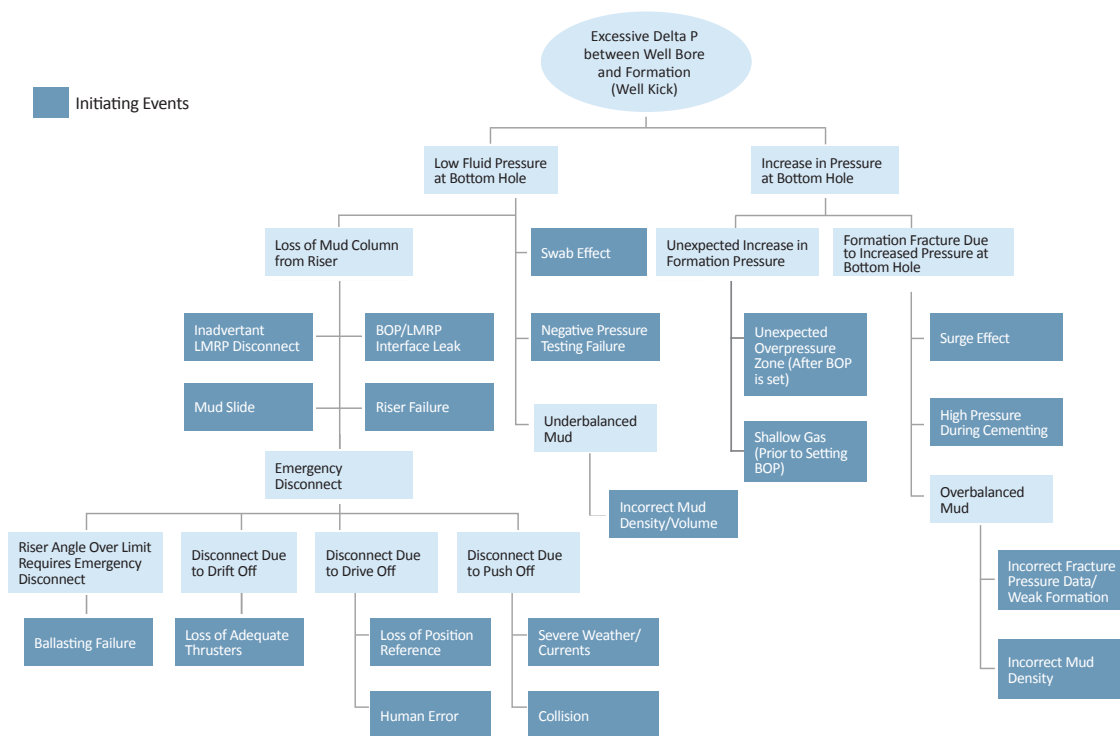 Excessive Delta P
between Well Bore
and Formation
(Well Kick)
Initiating Events
Low Fluid Pressure
at Bottom Hole
Increase in Pressure
at Bottom Hole
Loss of Mud Column
from Riser
Swab Effect
Unexpected Increase in
Formation Pressure
Formation Fracture Due
to Increased Pressure at
Bottom Hole
Inadvertant
LMRP Disconnect
BOP/LMRP
Interface Leak
Negative Pressure
Testing Failure
Unexpected
Overpressure
Zone (After BOP
is set)
Surge Effect
Mud Slide
Riser Failure
Underbalanced
Mud
Shallow Gas
(Prior to Setting
BOP)
High Pressure
During Cementing
Emergency
Disconnect
Incorrect Mud
Density/Volume
Overbalanced
Mud
Riser Angle Over Limit
Requires Emergency
Disconnect
Disconnect Due
to Drift Off
Disconnect Due
to Drive Off
Disconnect Due
to Push Off
Incorrect Fracture
Pressure Data/
Weak Formation
Ballasting Failure
Loss of Adequate
Thrusters
Loss of Position
Reference
Severe Weather/
Currents
Incorrect Mud
Density
Human Error
Collision